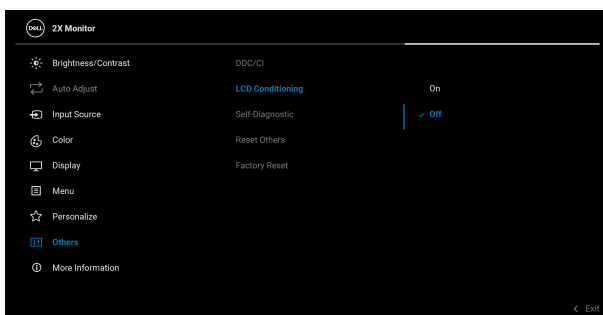 DELL 2X Monitor
Brightness/Contrast DDC/CI
Auto Adjust LCD Conditioning On
Input Source Self-Diagnostic Off
Color Reset Others
Display Factory Reset
Menu
Personalize
Others
More Information
Exit